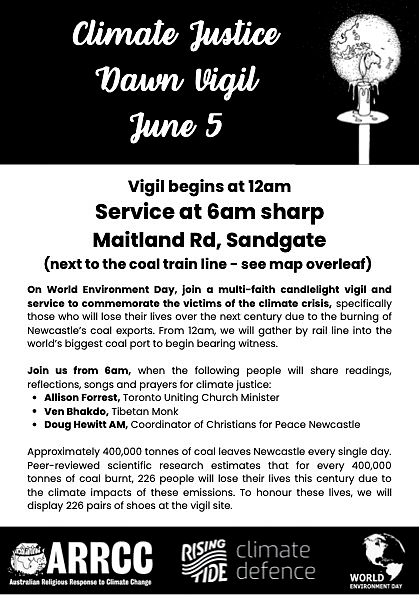 Climate Justice
Dawn Vigil
June 5
Vigil begins at 12am
Service at 6am sharp
Maitland Rd, Sandgate
(next to the coal train line - see map overleaf)
On World Environment Day, join a multi-faith candlelight vigil and
service to commemorate the victims of the climate crisis, specifically
those who will lose their lives over the next century due to the burning of
Newcastle's coal exports. From 12am, we will gather by rail line into the
world's biggest coal port to begin bearing witness.
Join us from 6am, when the following people will share readings,
reflections, songs and prayers for climate justice:
• Allison Forrest, Toronto Uniting Church Minister
• Ven Bhakdo, Tibetan Monk
• Doug Hewitt AM, Coordinator of Christians for Peace Newcastle
Approximately 400,000 tonnes of coal leaves Newcastle every single day.
Peer-reviewed scientific research estimates that for every 400,000
tonnes of coal burnt, 226 people will lose their lives this century due to
the climate impacts of these emissions. To honour these lives, we will
display 226 pairs of shoes at the vigil site.
ARRCC
Australian Religious Response to Climate Change
RISING
TIDE
climate
defence
WORLD
ENVIRONMENT DAY